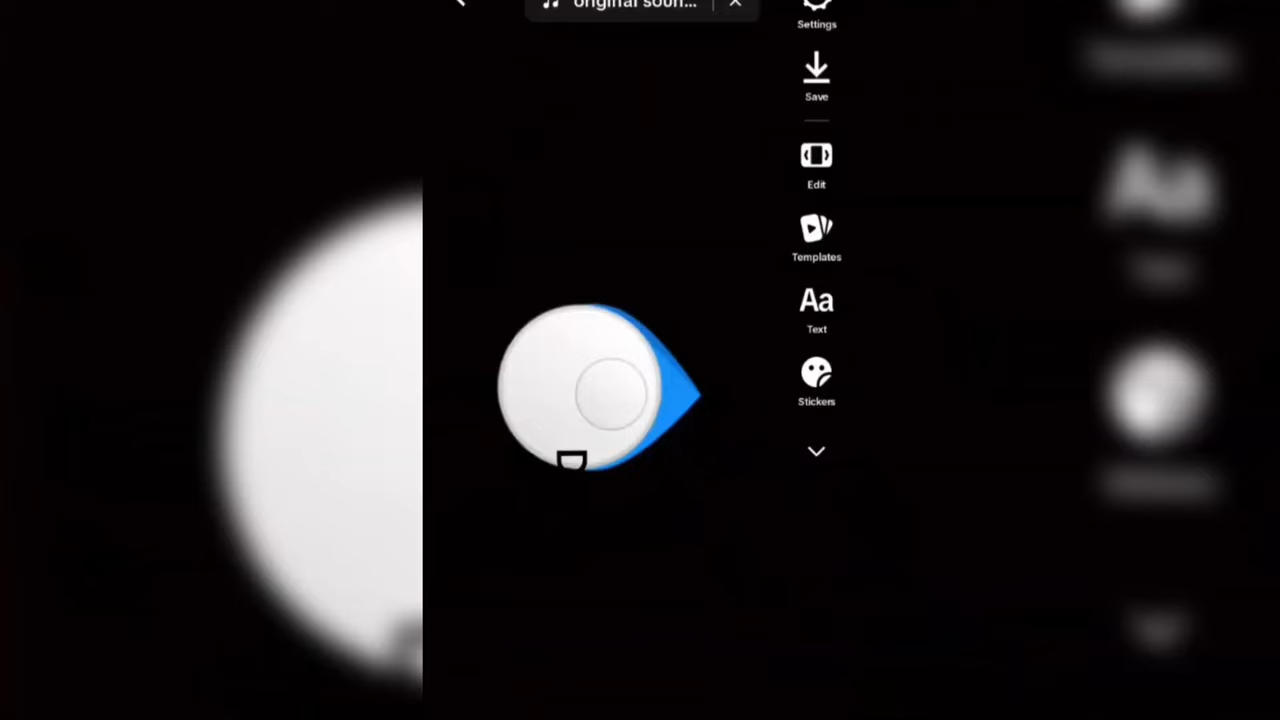 original soun...
Settings
Save
Edit
Templates
Aa
Text
Stickers